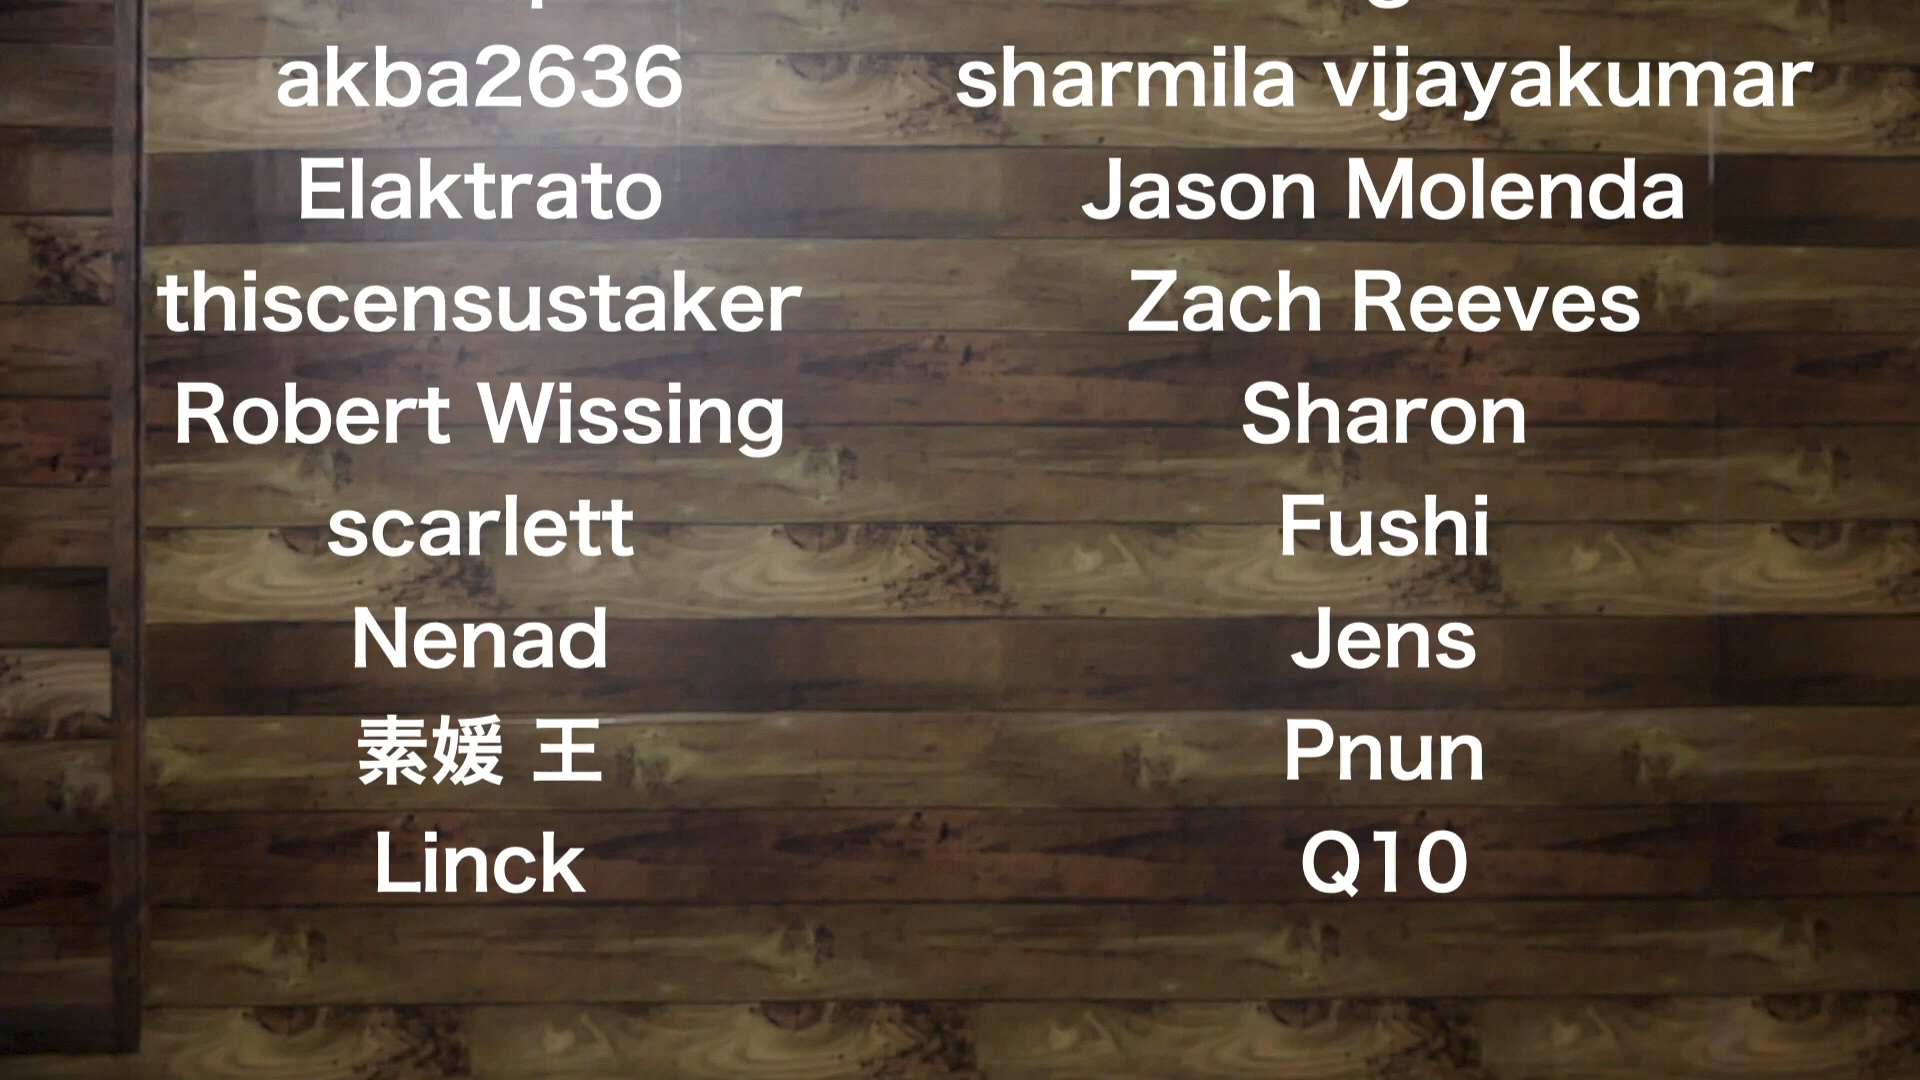 akba2636
sharmila vijayakumar
Elaktrato
Jason Molenda
thiscensustaker
Zach Reeves
Robert Wissing
Sharon
scarlett
Fushi
Nenad
Jens
素媛 王
Pnun
Linck
Q10